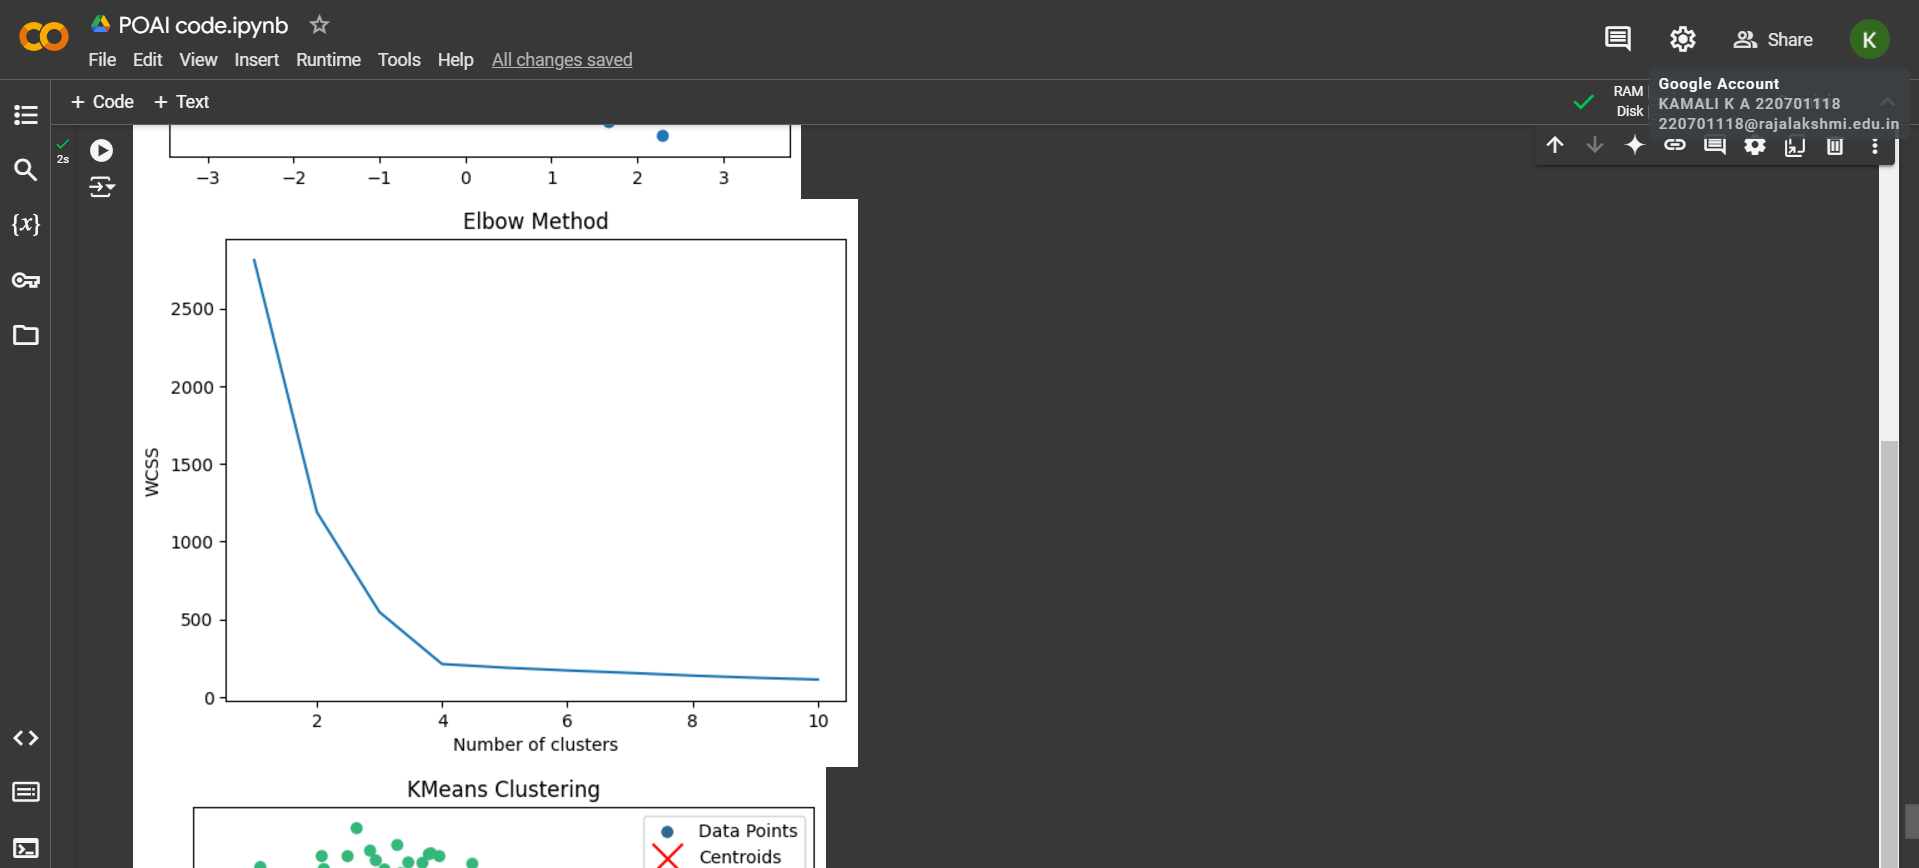 POAI code.ipynb
File Edit View Insert Runtime Tools Help All changes saved
Share
K
+ Code + Text
RAM
Disk
Google Account
KAMALI K A 220701118
220701118@rajalakshmi.edu.in
2s
{x}
−3 −2 −1 0 1 2 3
Elbow Method
2500
2000
1500
1000
500
0
WCSS
2 4 6 8 10
Number of clusters
KMeans Clustering
Data Points
Centroids